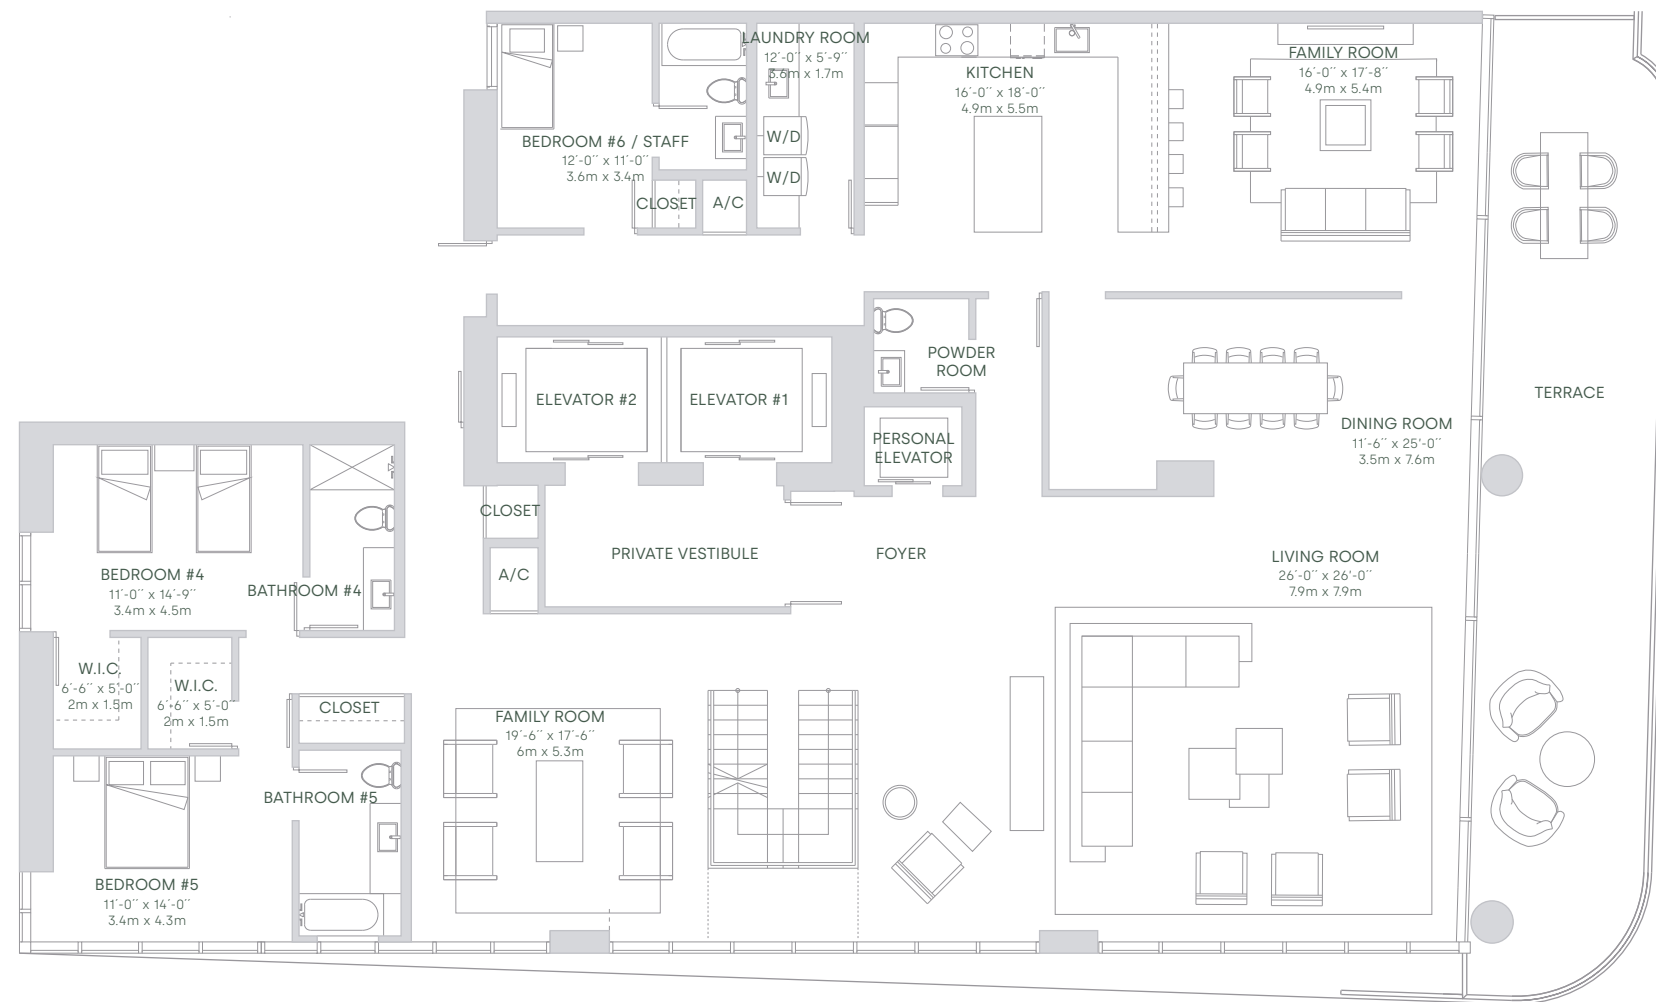 LAUNDRY ROOM
12'-0" x 5'-9"
3.6m x 1.7m
KITCHEN
16'-0" x 18'-0"
4.9m x 5.5m
FAMILY ROOM
16'-0" x 17'-8"
4.9m x 5.4m
BEDROOM #6 / STAFF
12'-0" x 11'-0"
3.6m x 3.4m
W/D
W/D
CLOSET
A/C
POWDER
ROOM
ELEVATOR #2
ELEVATOR #1
PERSONAL
ELEVATOR
TERRACE
DINING ROOM
11'-6" x 25'-0"
3.5m x 7.6m
CLOSET
A/C
PRIVATE VESTIBULE
FOYER
LIVING ROOM
26'-0" x 26'-0"
7.9m x 7.9m
BEDROOM #4
11'-0" x 14'-9"
3.4m x 4.5m
BATHROOM #4
W.I.C.
6'-6" x 5'-0"
2m x 1.5m
W.I.C.
6'-6" x 5'-0"
2m x 1.5m
CLOSET
FAMILY ROOM
19'-6" x 17'-6"
6m x 5.3m
BATHROOM #5
BEDROOM #5
11'-0" x 14'-0"
3.4m x 4.3m